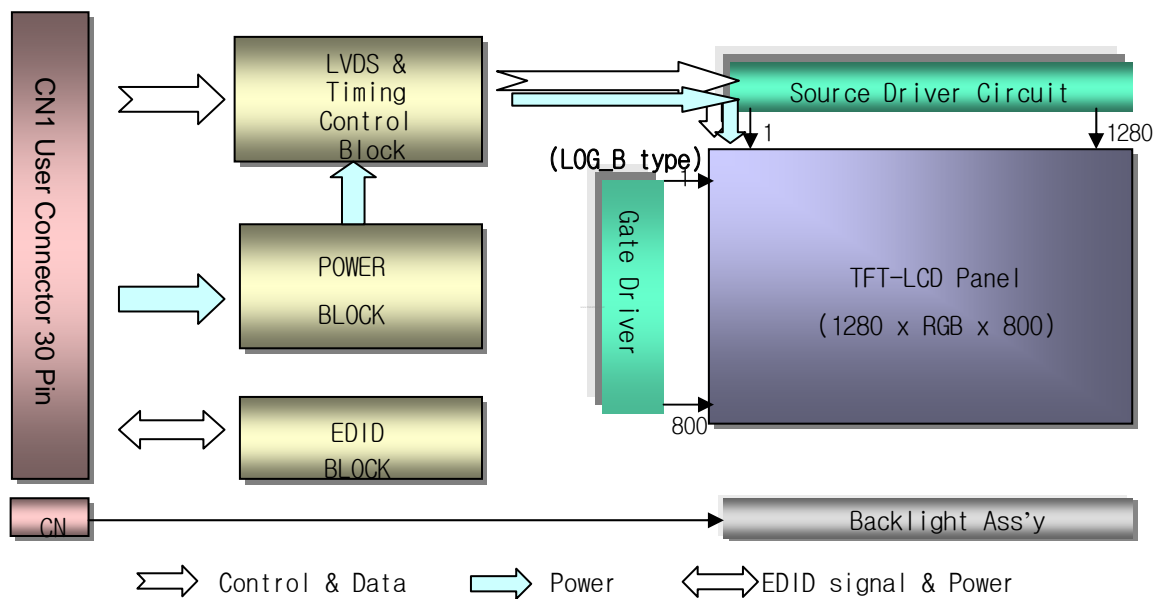 CN1 User Connector 30 Pin
LVDS &
Timing
Control
Block
Source Driver Circuit
1
1280
(LOG_B type)
1
Gate Driver
800
TFT-LCD Panel
(1280 x RGB x 800)
POWER
BLOCK
EDID
BLOCK
CN
Backlight Ass'y
Control & Data
Power
EDID signal & Power